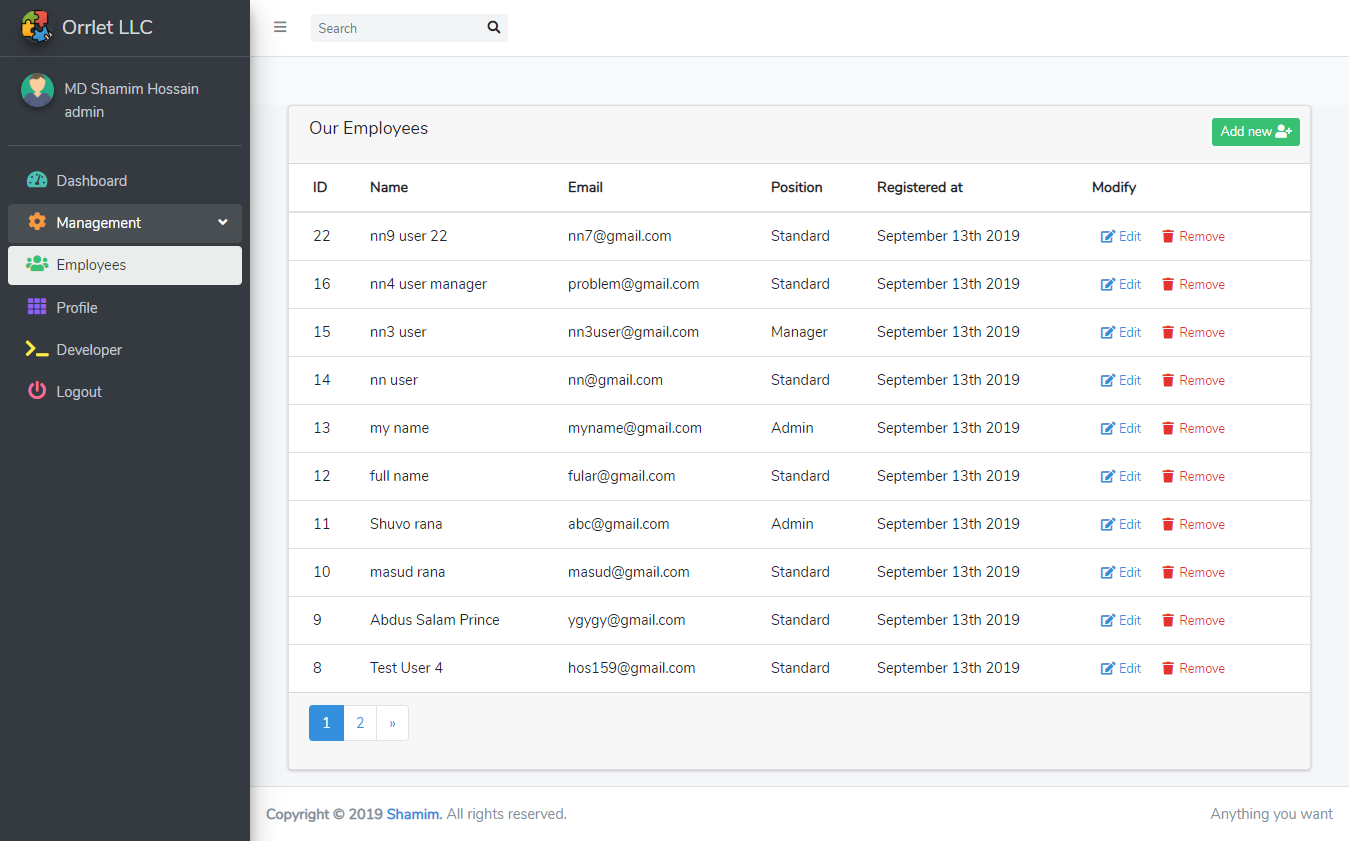 Orrlet LLC
Search
MD Shamim Hossain
admin
Dashboard
Management
Employees
Profile
Developer
Logout
Our Employees
Add new
ID Name Email Position Registered at Modify
22 nn9 user 22 nn7@gmail.com Standard September 13th 2019 Edit Remove
16 nn4 user manager problem@gmail.com Standard September 13th 2019 Edit Remove
15 nn3 user nn3user@gmail.com Manager September 13th 2019 Edit Remove
14 nn user nn@gmail.com Standard September 13th 2019 Edit Remove
13 my name myname@gmail.com Admin September 13th 2019 Edit Remove
12 full name fular@gmail.com Standard September 13th 2019 Edit Remove
11 Shuvo rana abc@gmail.com Admin September 13th 2019 Edit Remove
10 masud rana masud@gmail.com Standard September 13th 2019 Edit Remove
9 Abdus Salam Prince ygygy@gmail.com Standard September 13th 2019 Edit Remove
8 Test User 4 hos159@gmail.com Standard September 13th 2019 Edit Remove
1 2 »
Copyright © 2019 Shamim. All rights reserved. Anything you want